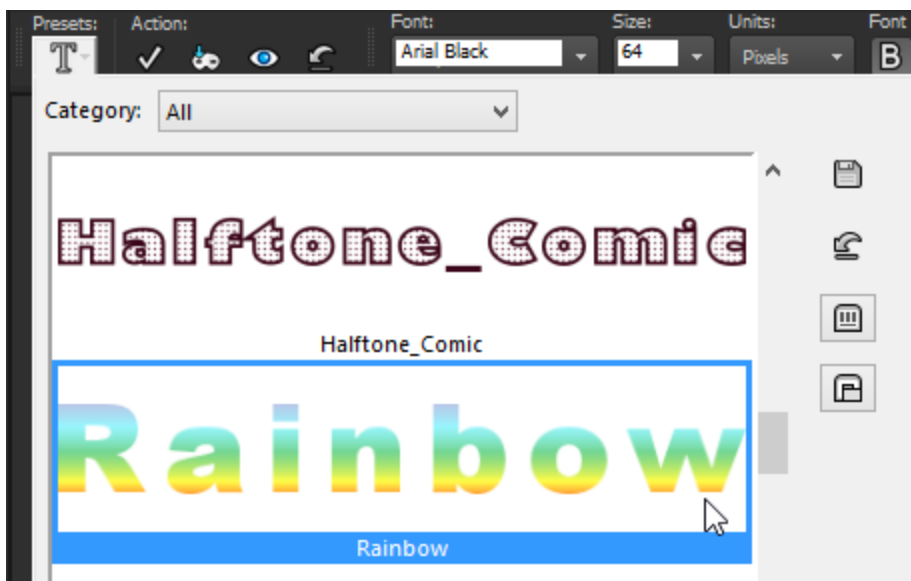 Presets: Action: Font: Size: Units: Font
T Arial Black 64 Pixels B
Category: All
Halftone_Comic
Halftone_Comic
Rainbow
Rainbow